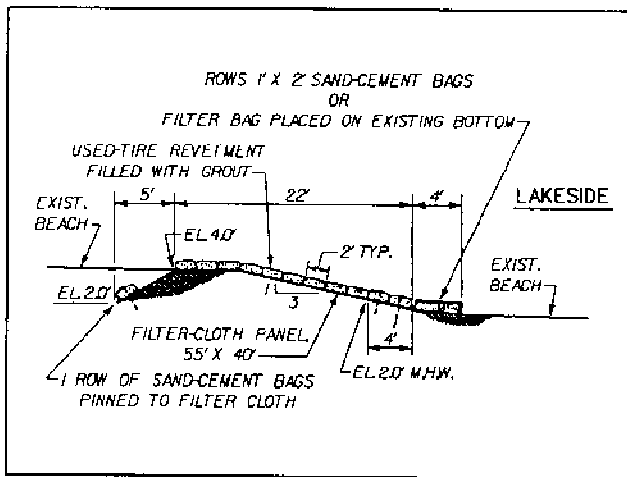 ROWS 1' X 2' SAND-CEMENT BAGS
OR
FILTER BAG PLACED ON EXISTING BOTTOM
USED-TIRE REVETMENT
FILLED WITH GROUT
5'
22'
4'
LAKESIDE
EXIST.
BEACH
EL. 4.0'
2' TYP.
EXIST.
BEACH
EL. 2.0'
1
3
FILTER-CLOTH PANEL
55' X 40'
4'
EL. 2.0' M.H.W.
1 ROW OF SAND-CEMENT BAGS
PINNED TO FILTER CLOTH